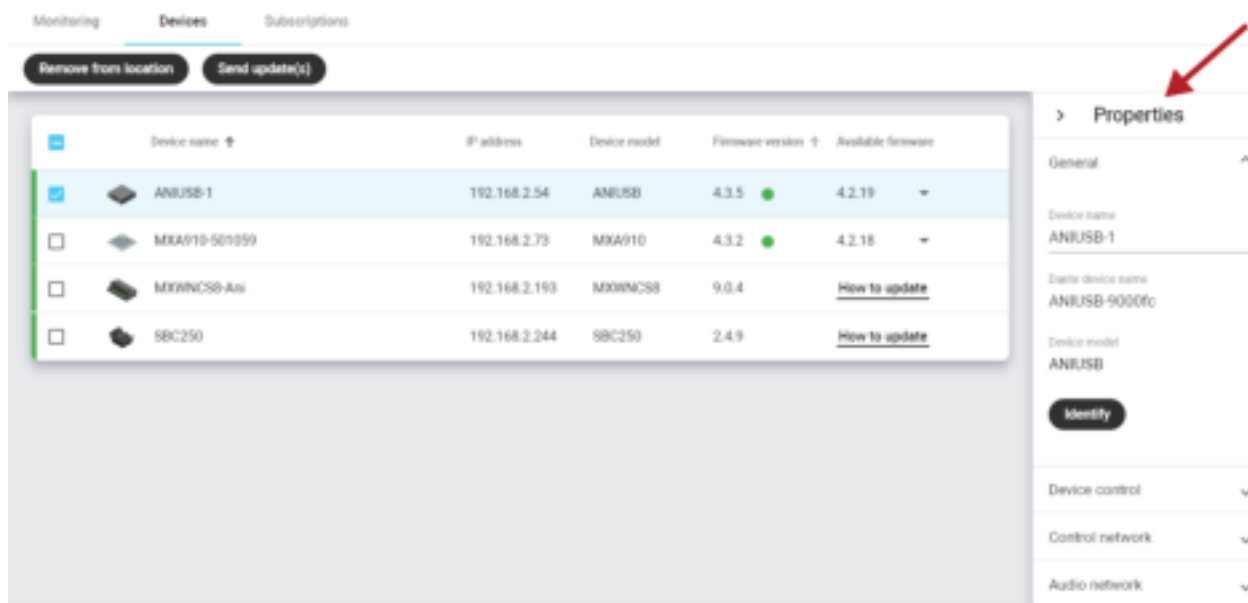 Monitoring Devices Subscriptions
Remove from location Send update(s)
Properties
Device name IP address Device model Firmware version Available firmware
General
ANIUSB-1 192.168.2.54 ANIUSB 4.3.5 4.2.19
Device name
ANIUSB-1
MXA910-501059 192.168.2.73 MXA910 4.3.2 4.2.18
Dante device name
ANIUSB-9000fc
MXWNCS8-Ani 192.168.2.193 MXWNCS8 9.0.4 How to update
SBC250 192.168.2.244 SBC250 2.4.9 How to update
Device model
ANIUSB
Identify
Device control
Control network
Audio network